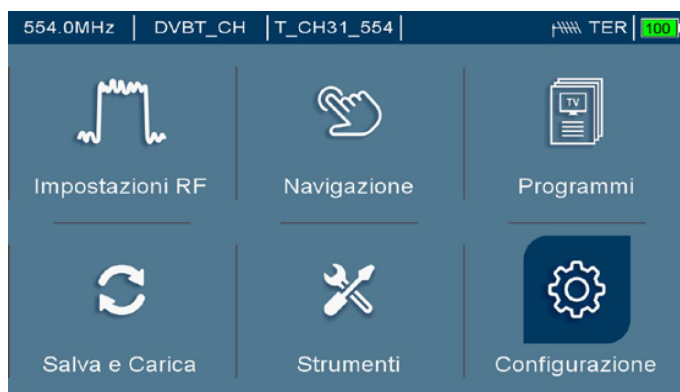 554.0MHz DVBT_CH T_CH31_554 TER 100
TV
Impostazioni RF Navigazione Programmi
Salva e Carica Strumenti Configurazione